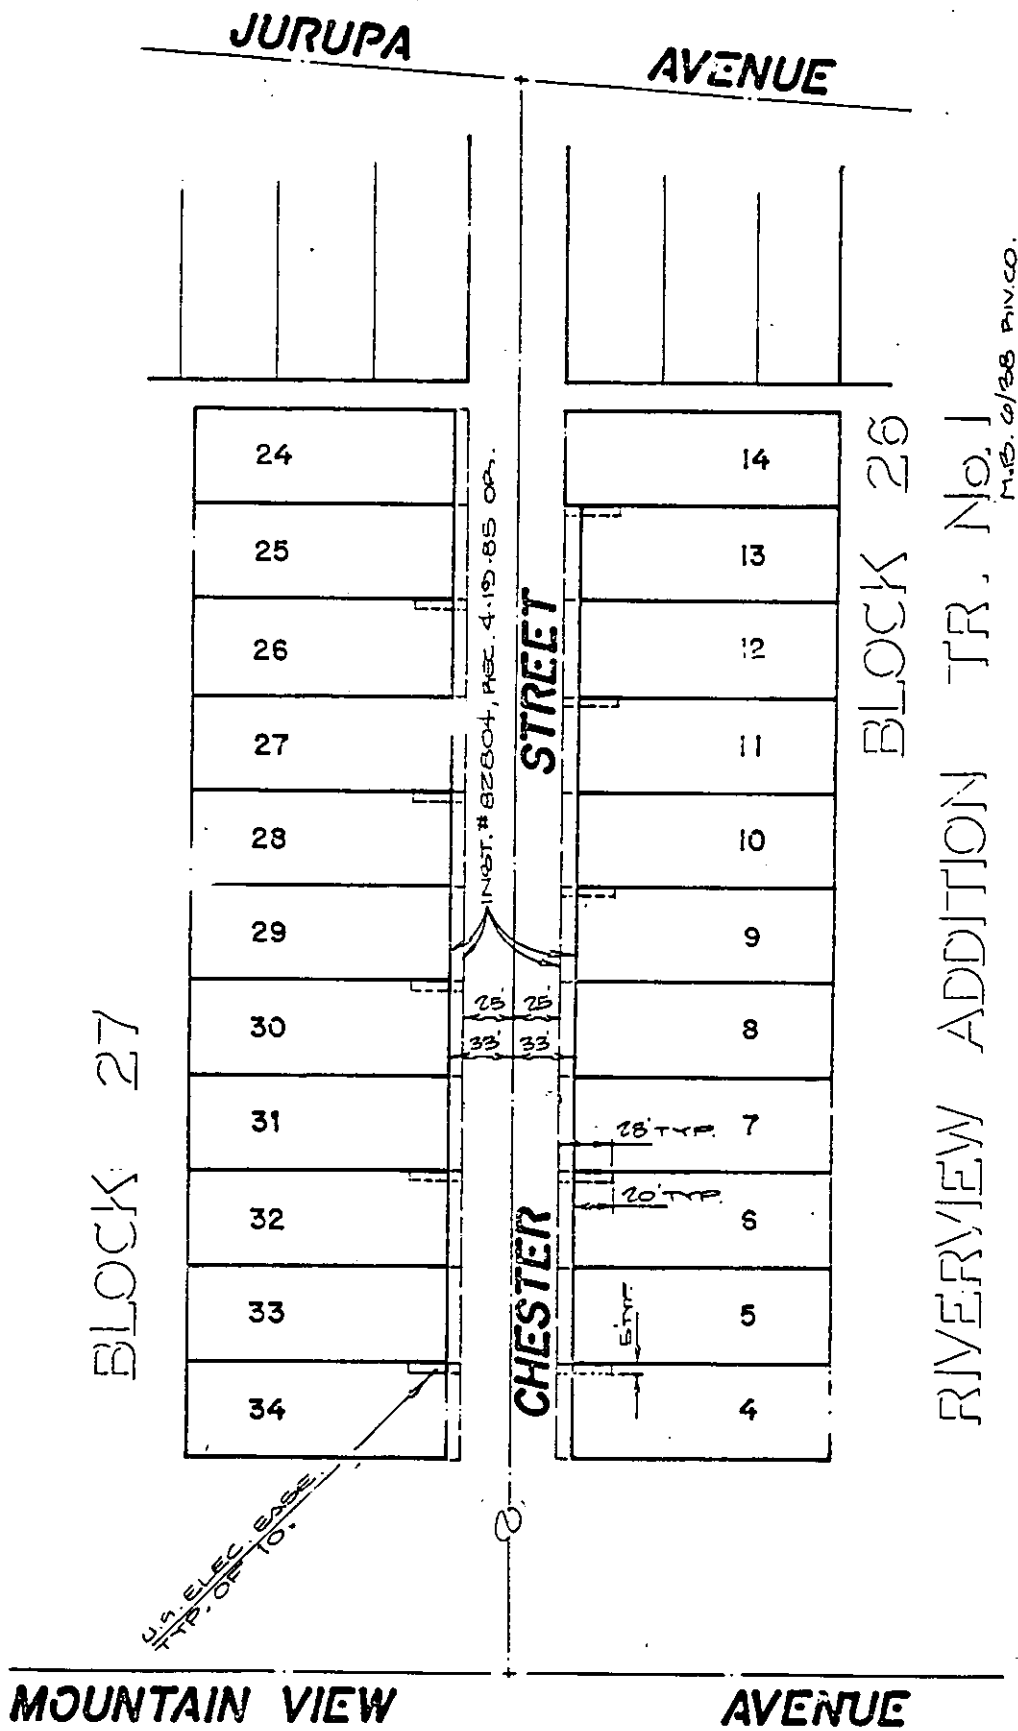 JURUPA AVENUE
24
25
26
27
28
29
30
31
32
33
34
14
13
12
11
10
9
8
7
6
5
4
INST. # 82804, REC. 4·19·85 O.R.
STREET
CHESTER
25' 25'
33' 33'
28' TYP.
20' TYP.
6' TYP.
BLOCK 27
BLOCK 26
RIVERVIEW ADDITION TR. No. 1
M.B. 6/38 RIV. CO.
U.G. ELEC. EASE.
TYP. OF 10.
MOUNTAIN VIEW AVENUE